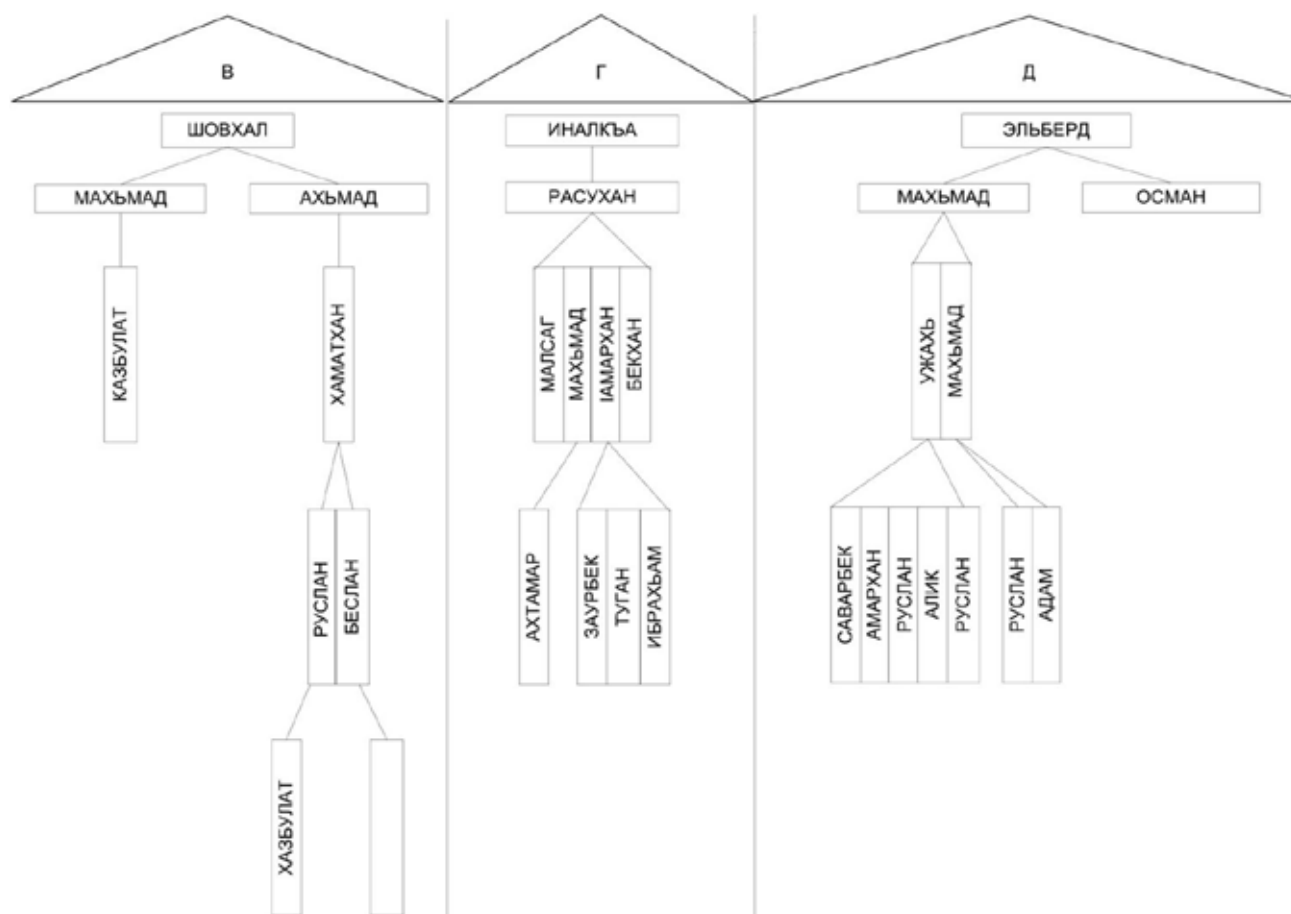 В
ШОВХАЛ
МАХЬМАД
АХЬМАД
КАЗБУЛАТ
ХАМАТХАН
РУСЛАН
БЕСЛАН
ХАЗБУЛАТ
Г
ИНАЛКЪА
РАСУХАН
МАЛСАГ
МАХЬМАД
IАМАРХАН
БЕКХАН
АХТАМАР
ЗАУРБЕК
ТУГАН
ИБРАХЬАМ
Д
ЭЛЬБЕРД
МАХЬМАД
ОСМАН
УЖАХЬ
МАХЬМАД
САВАРБЕК
АМАРХАН
РУСЛАН
АЛИК
РУСЛАН
РУСЛАН
АДАМ